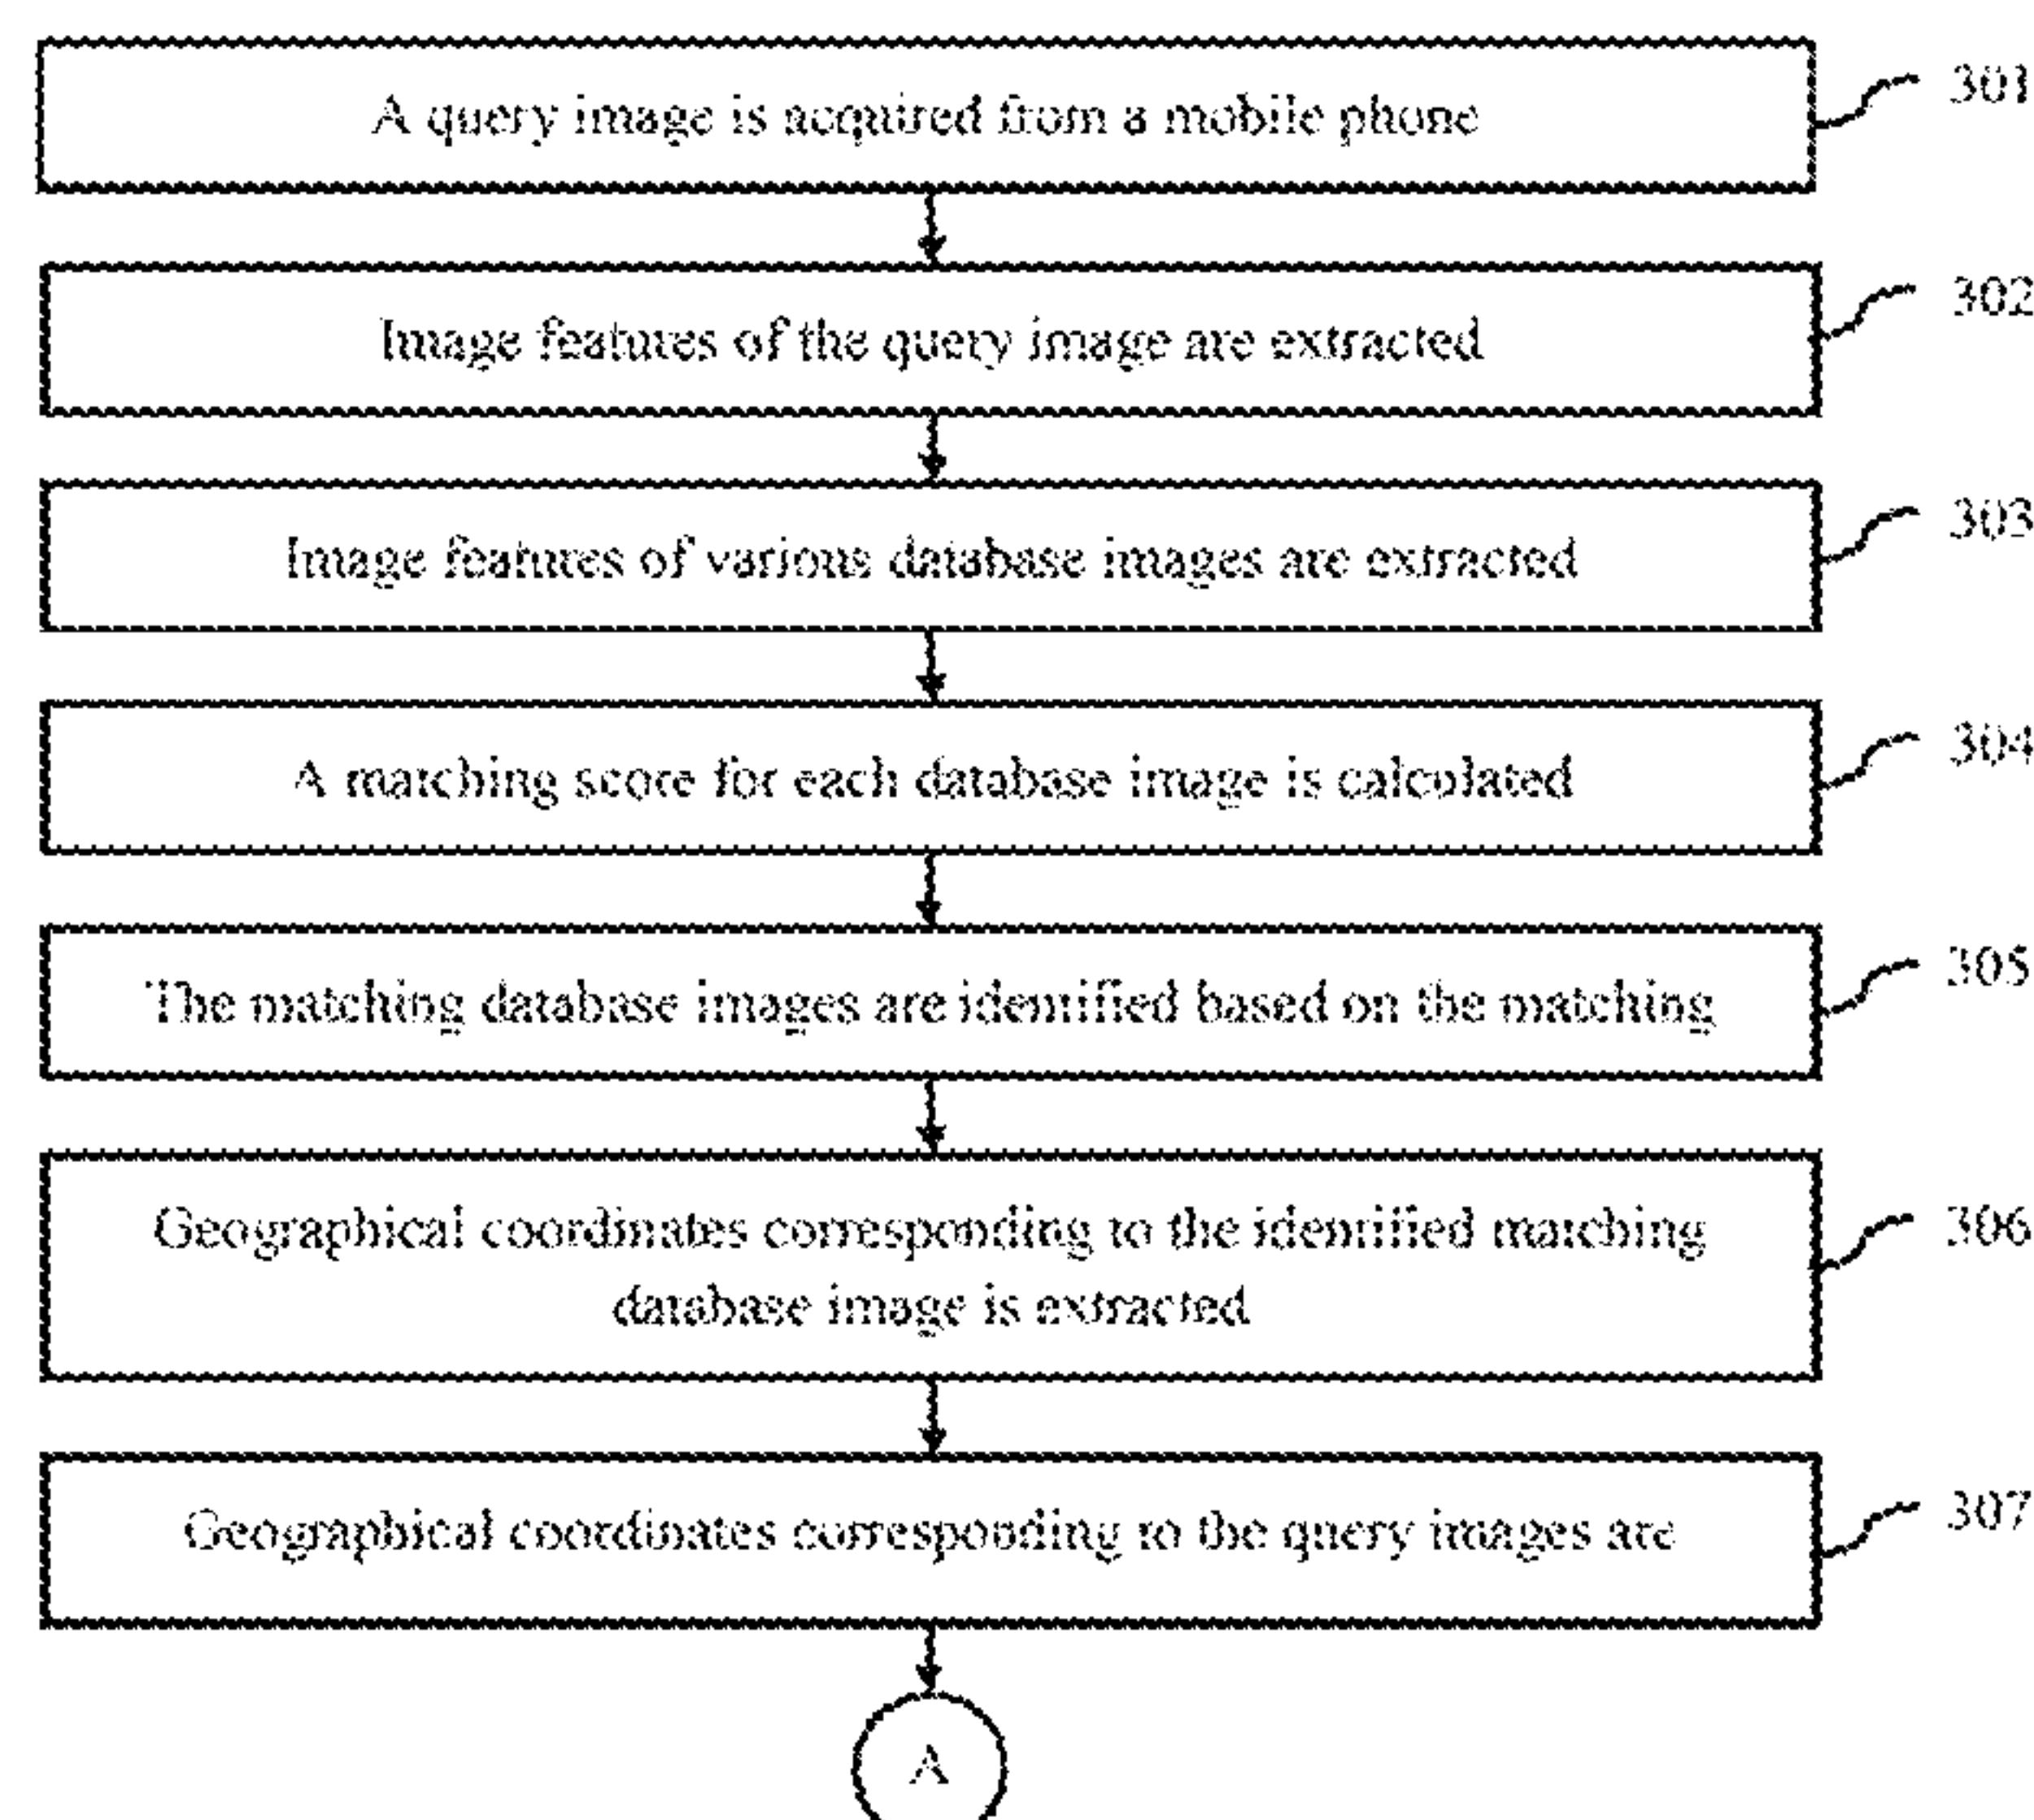 A query image is acquired from a mobile phone
301
Image features of the query image are extracted
302
Image features of various database images are extracted
303
A matching score for each database image is calculated
304
The matching database images are identified based on the matching
305
Geographical coordinates corresponding to the identified matching
database image is extracted
306
Geographical coordinates corresponding to the query images are
307
A